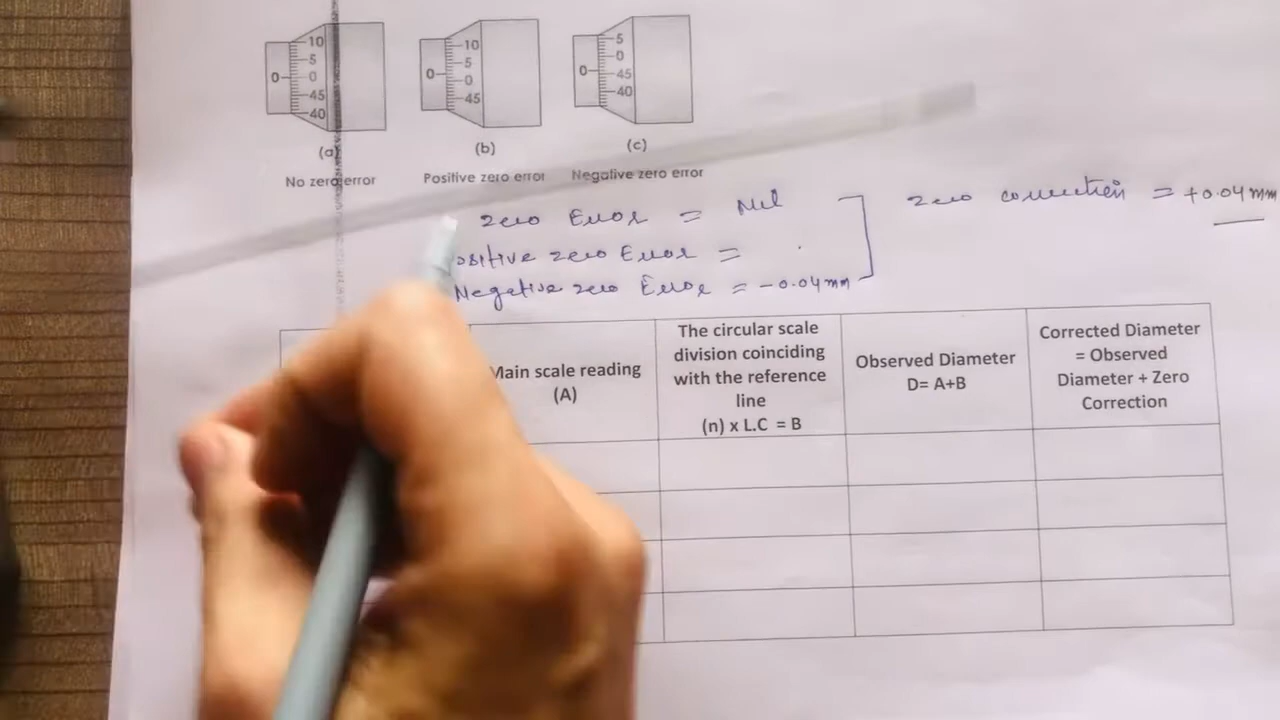 10 5 0 45 40 0
10 5 0 45 0
5 0 45 40 0
(a) (b) (c)
No zero error Positive zero error Negative zero error
zero Error = Nil
ositive zero Error =
Negetive zero Error = -0.04mm
zero correction = +0.04mm
Main scale reading
(A)
The circular scale
division coinciding
with the reference
line
(n) x L.C = B
Observed Diameter
D= A+B
Corrected Diameter
= Observed
Diameter + Zero
Correction